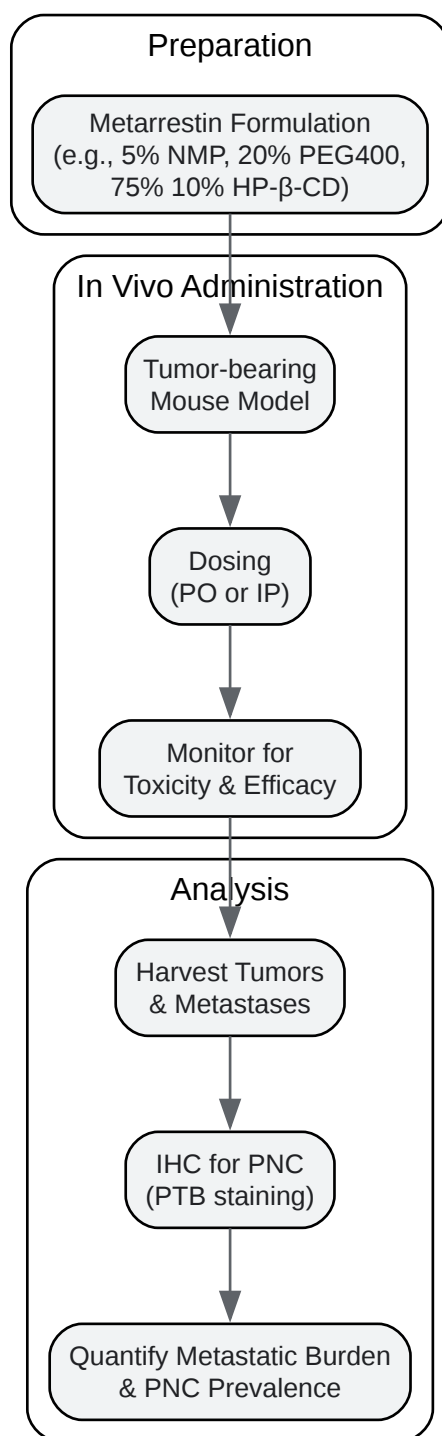 Preparation
Metarrestin Formulation
(e.g., 5% NMP, 20% PEG400,
75% 10% HP-β-CD)
In Vivo Administration
Tumor-bearing
Mouse Model
Dosing
(PO or IP)
Monitor for
Toxicity & Efficacy
Analysis
Harvest Tumors
& Metastases
IHC for PNC
(PTB staining)
Quantify Metastatic Burden
& PNC Prevalence